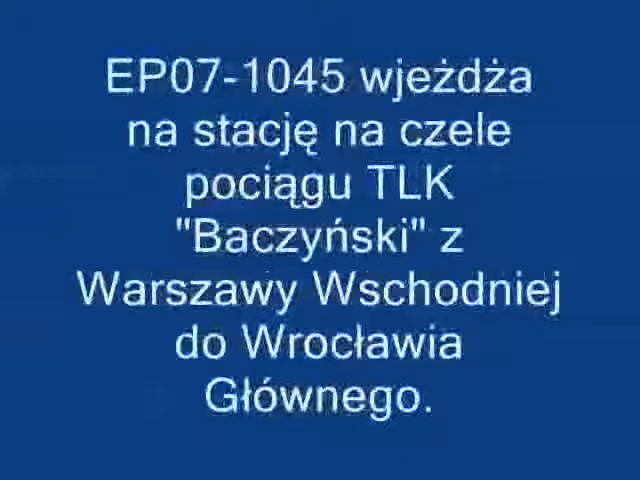 EP07-1045 wjeżdża
na stację na czele
pociągu TLK
"Baczyński" z
Warszawy Wschodniej
do Wrocławia
Głównego.